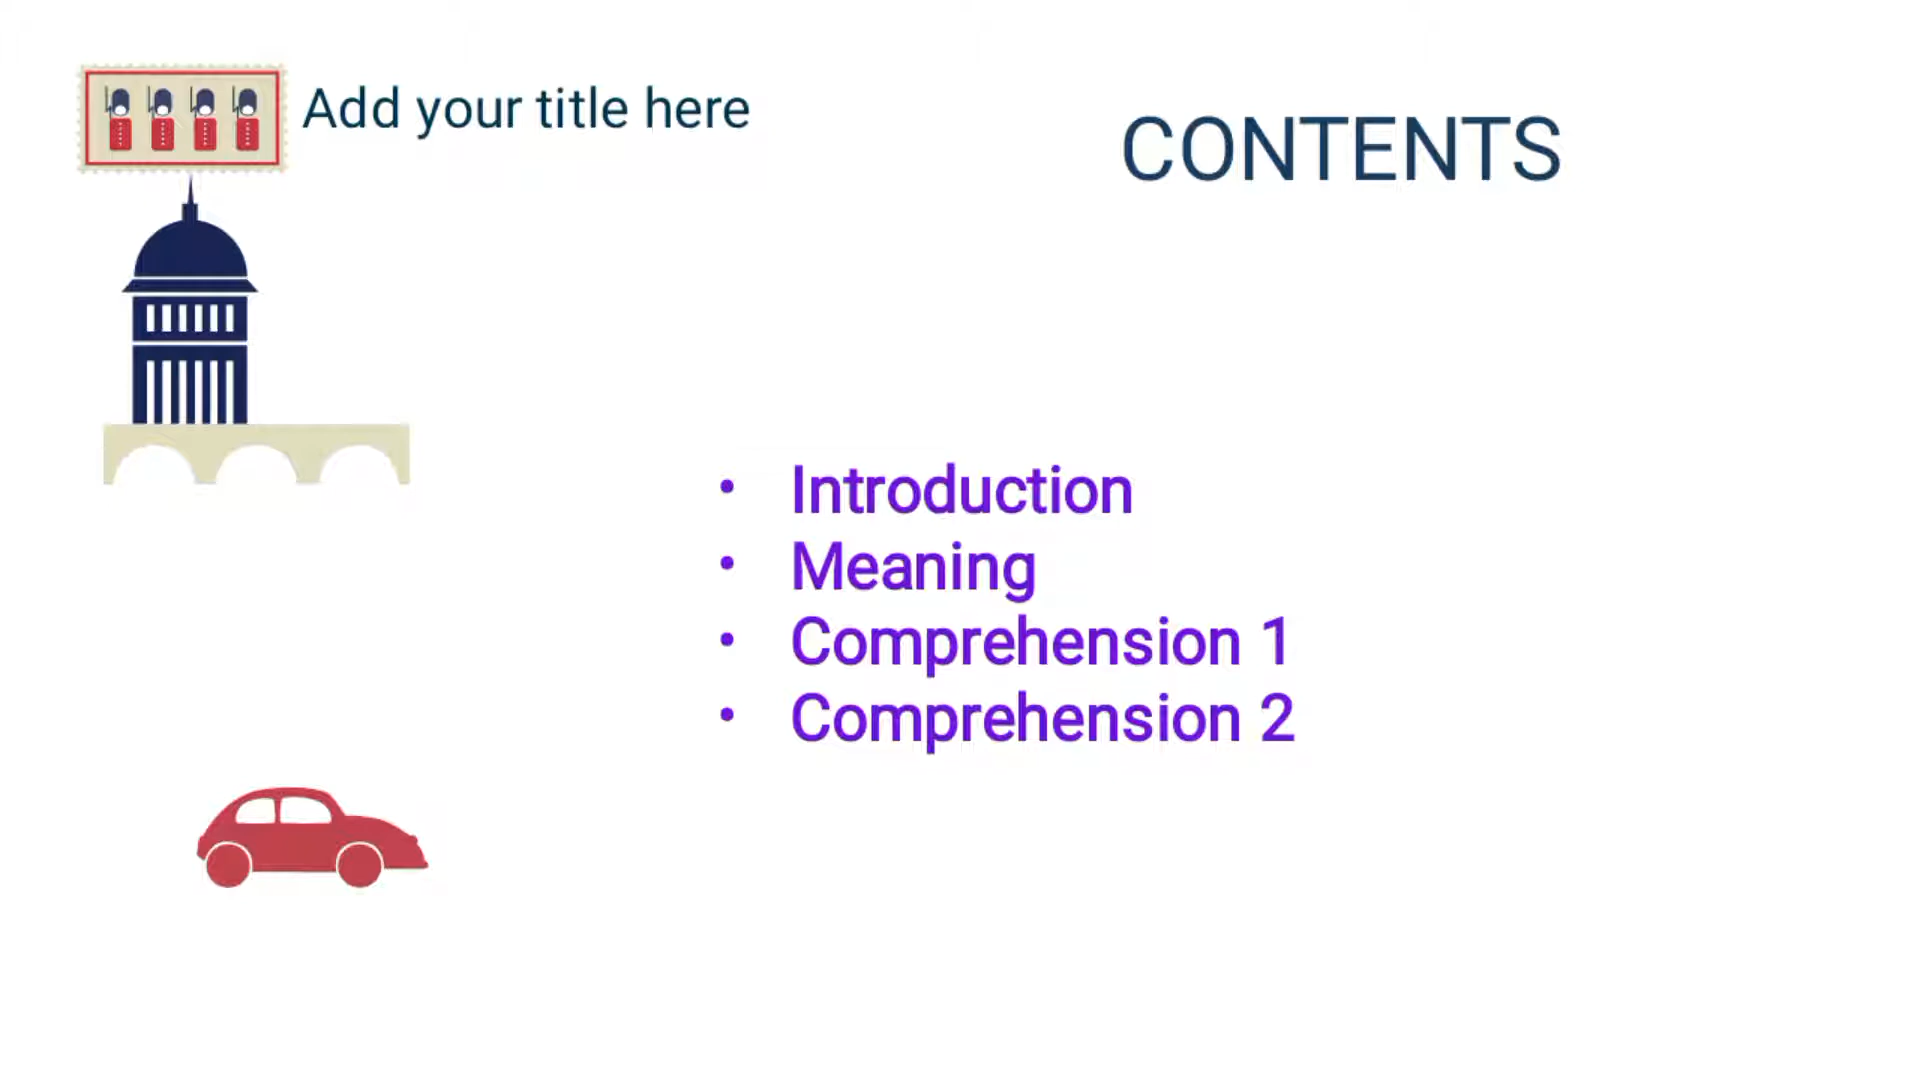 Add your title here
CONTENTS
• Introduction
• Meaning
• Comprehension 1
• Comprehension 2